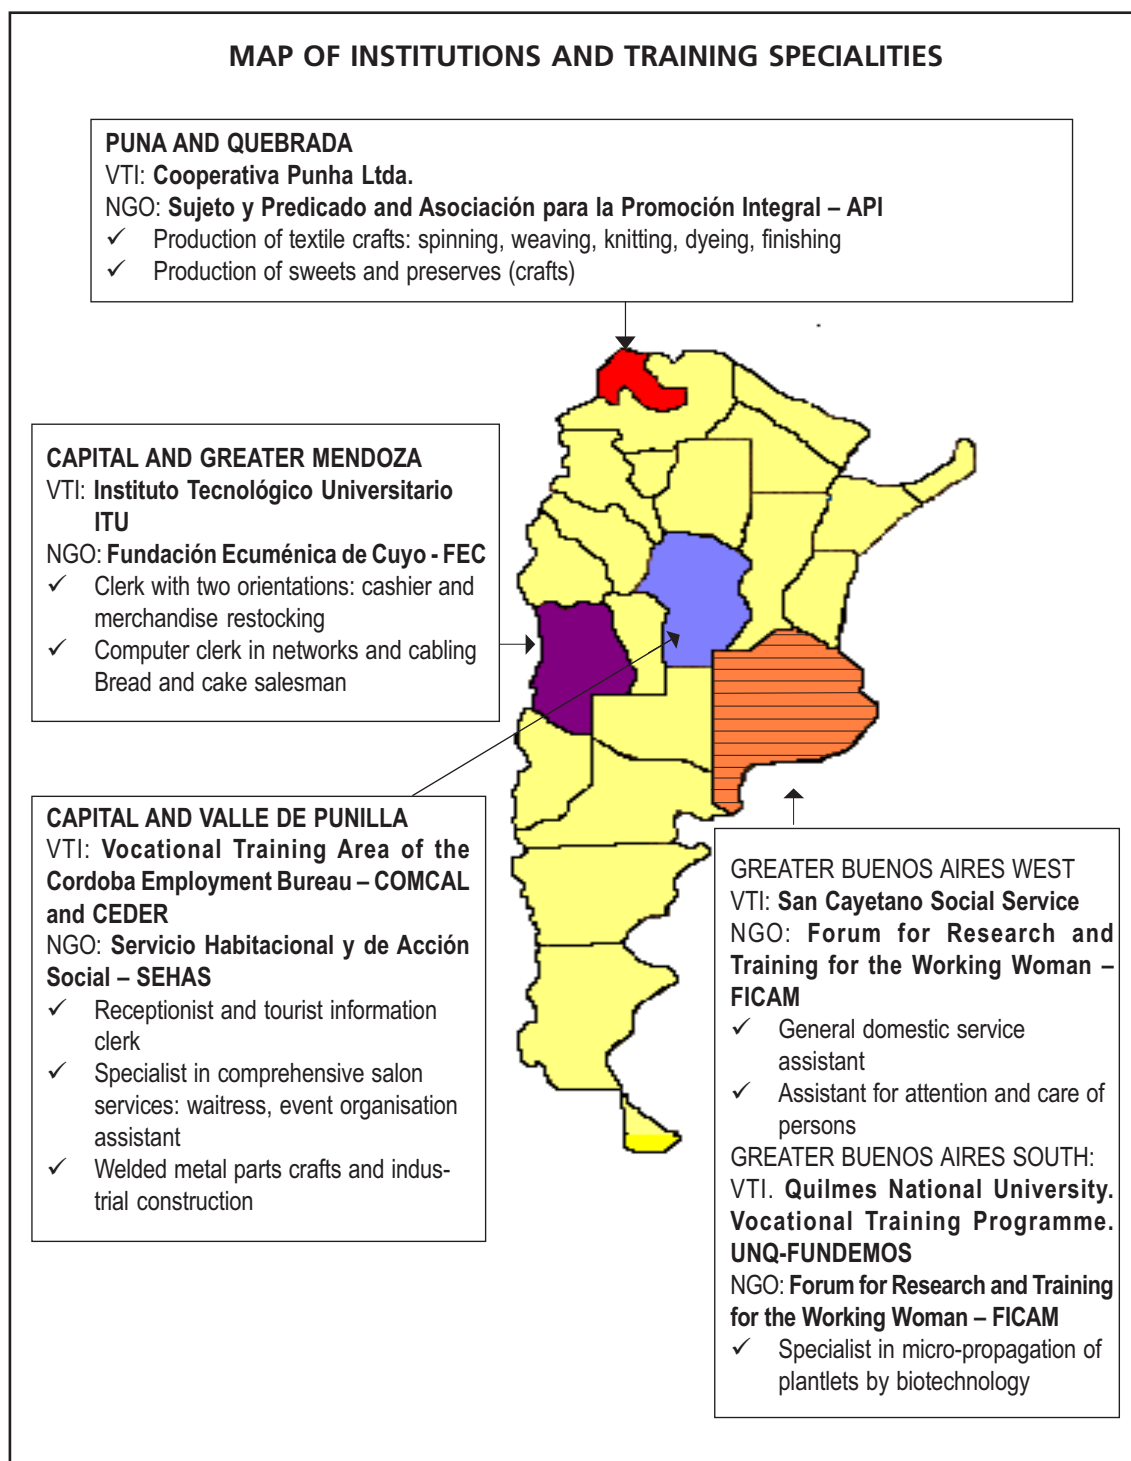 MAP OF INSTITUTIONS AND TRAINING SPECIALITIES
PUNA AND QUEBRADA
VTI: Cooperativa Punha Ltda.
NGO: Sujeto y Predicado and Asociación para la Promoción Integral – API
✓ Production of textile crafts: spinning, weaving, knitting, dyeing, finishing
✓ Production of sweets and preserves (crafts)
CAPITAL AND GREATER MENDOZA
VTI: Instituto Tecnológico Universitario
ITU
NGO: Fundación Ecuménica de Cuyo - FEC
✓ Clerk with two orientations: cashier and
merchandise restocking
✓ Computer clerk in networks and cabling
Bread and cake salesman
CAPITAL AND VALLE DE PUNILLA
VTI: Vocational Training Area of the
Cordoba Employment Bureau – COMCAL
and CEDER
NGO: Servicio Habitacional y de Acción
Social – SEHAS
✓ Receptionist and tourist information
clerk
✓ Specialist in comprehensive salon
services: waitress, event organisation
assistant
✓ Welded metal parts crafts and indus-
trial construction
GREATER BUENOS AIRES WEST
VTI: San Cayetano Social Service
NGO: Forum for Research and
Training for the Working Woman –
FICAM
✓ General domestic service
assistant
✓ Assistant for attention and care of
persons
GREATER BUENOS AIRES SOUTH:
VTI. Quilmes National University.
Vocational Training Programme.
UNQ-FUNDEMOS
NGO: Forum for Research and Training
for the Working Woman – FICAM
✓ Specialist in micro-propagation of
plantlets by biotechnology